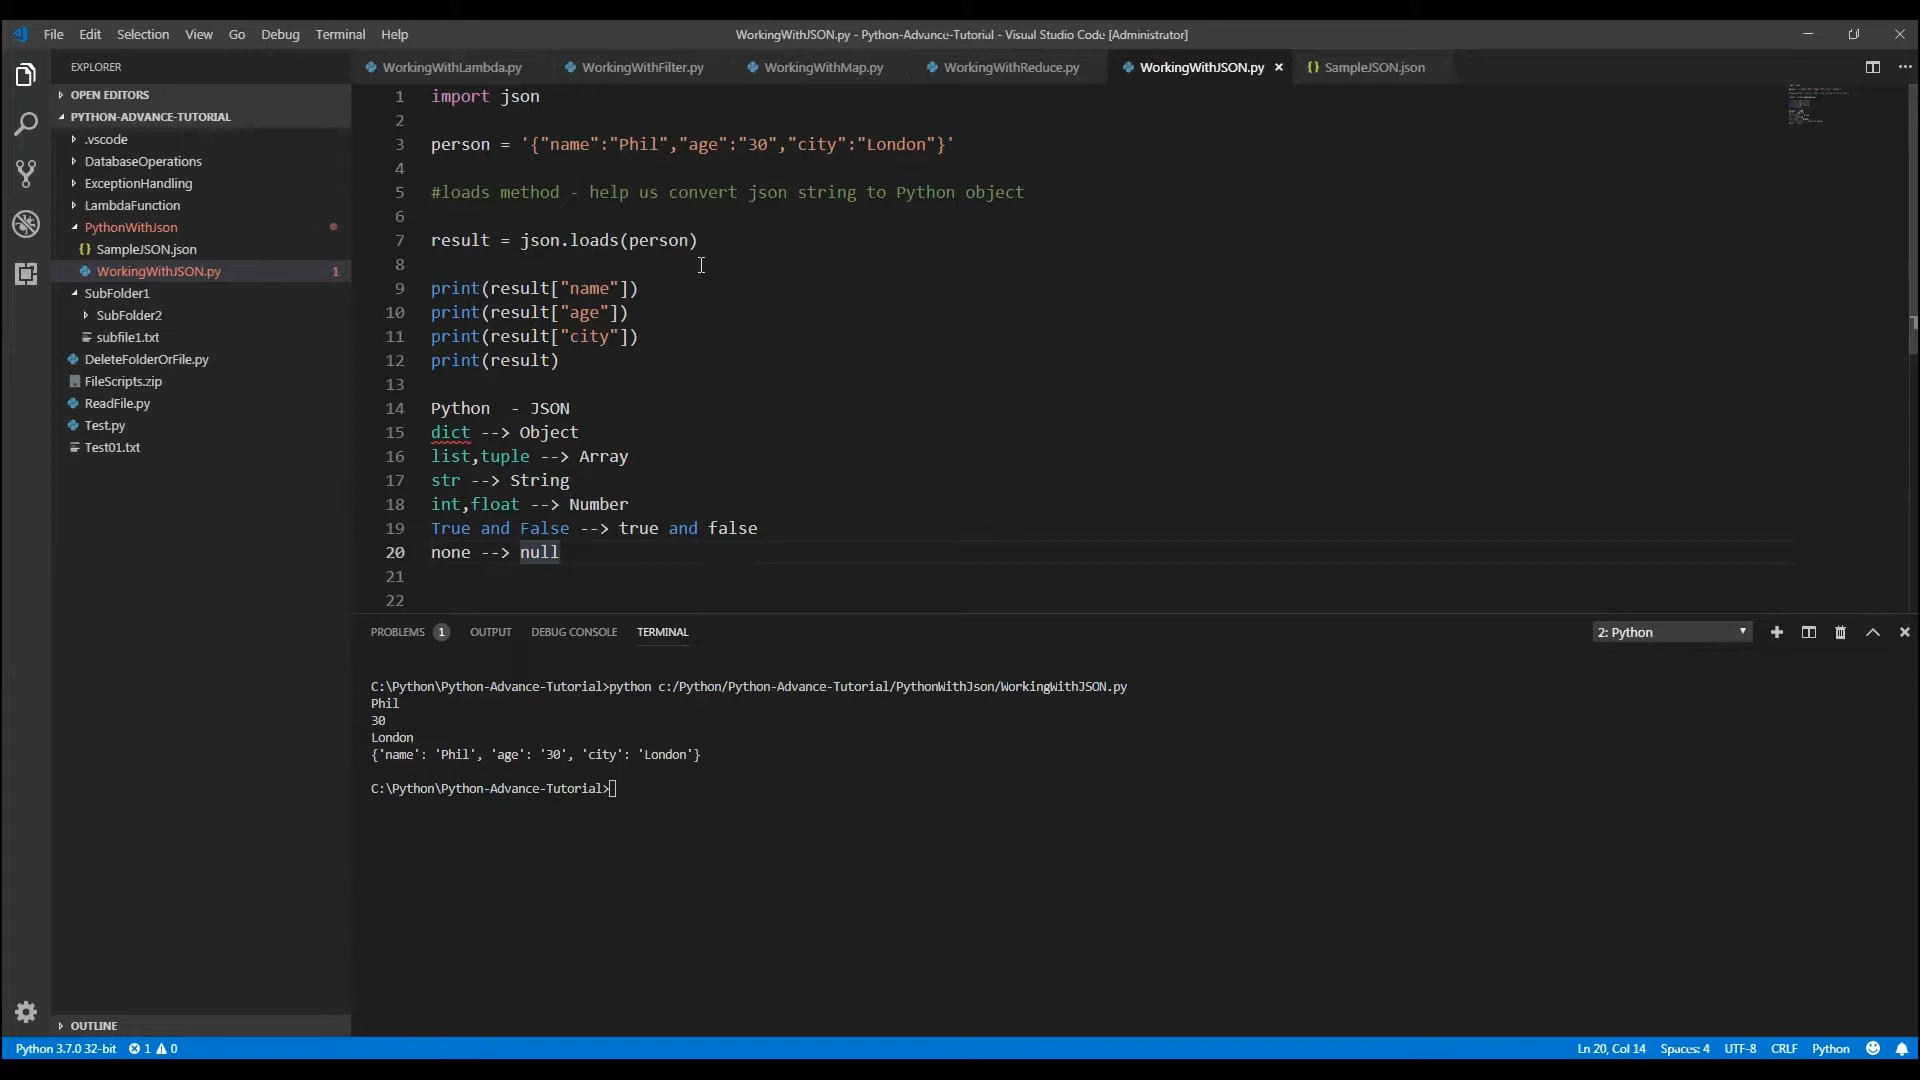 File Edit Selection View Go Debug Terminal Help
WorkingWithJSON.py - Python-Advance-Tutorial - Visual Studio Code [Administrator]
EXPLORER
OPEN EDITORS
PYTHON-ADVANCE-TUTORIAL
.vscode
DatabaseOperations
ExceptionHandling
LambdaFunction
PythonWithJson
SampleJSON.json
WorkingWithJSON.py 1
SubFolder1
SubFolder2
subfile1.txt
DeleteFolderOrFile.py
FileScripts.zip
ReadFile.py
Test.py
Test01.txt
OUTLINE
WorkingWithLambda.py WorkingWithFilter.py WorkingWithMap.py WorkingWithReduce.py WorkingWithJSON.py SampleJSON.json
1 import json
2
3 person = '{"name":"Phil","age":"30","city":"London"}'
4
5 #loads method - help us convert json string to Python object
6
7 result = json.loads(person)
8
9 print(result["name"])
10 print(result["age"])
11 print(result["city"])
12 print(result)
13
14 Python  - JSON
15 dict --> Object
16 list,tuple --> Array
17 str --> String
18 int,float --> Number
19 True and False --> true and false
20 none --> null
21
22
PROBLEMS 1 OUTPUT DEBUG CONSOLE TERMINAL 2: Python
C:\Python\Python-Advance-Tutorial>python c:/Python/Python-Advance-Tutorial/PythonWithJson/WorkingWithJSON.py
Phil
30
London
{'name': 'Phil', 'age': '30', 'city': 'London'}
C:\Python\Python-Advance-Tutorial>
Python 3.7.0 32-bit 1 0 Ln 20, Col 14 Spaces: 4 UTF-8 CRLF Python